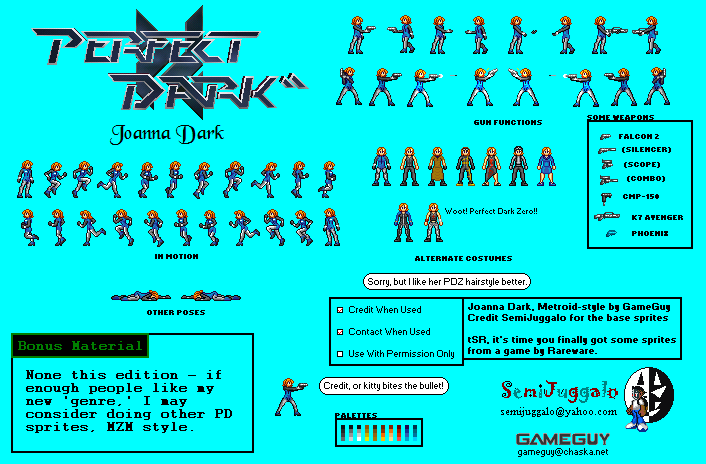 PERFECT
DARK
Joanna Dark
GUN FUNCTIONS
SOME WEAPONS
FALCON 2
(SILENCER)
(SCOPE)
(COMBO)
CMP-150
K7 AVENGER
PHOENIX
Woot! Perfect Dark Zero!!
IN MOTION
ALTERNATE COSTUMES
Sorry, but I like her PDZ hairstyle better.
OTHER POSES
Credit When Used
Contact When Used
Use With Permission Only
Joanna Dark, Metroid-style by GameGuy
Credit SemiJuggalo for the base sprites
tSR, it's time you finally got some sprites
from a game by Rareware.
Bonus Material
None this edition - if
enough people like my
new 'genre,' I may
consider doing other PD
sprites, MZM style.
Credit, or kitty bites the bullet!
PALETTES
SemiJuggalo
semijuggalo@yahoo.com
GAMEGUY
gameguy@chaska.net